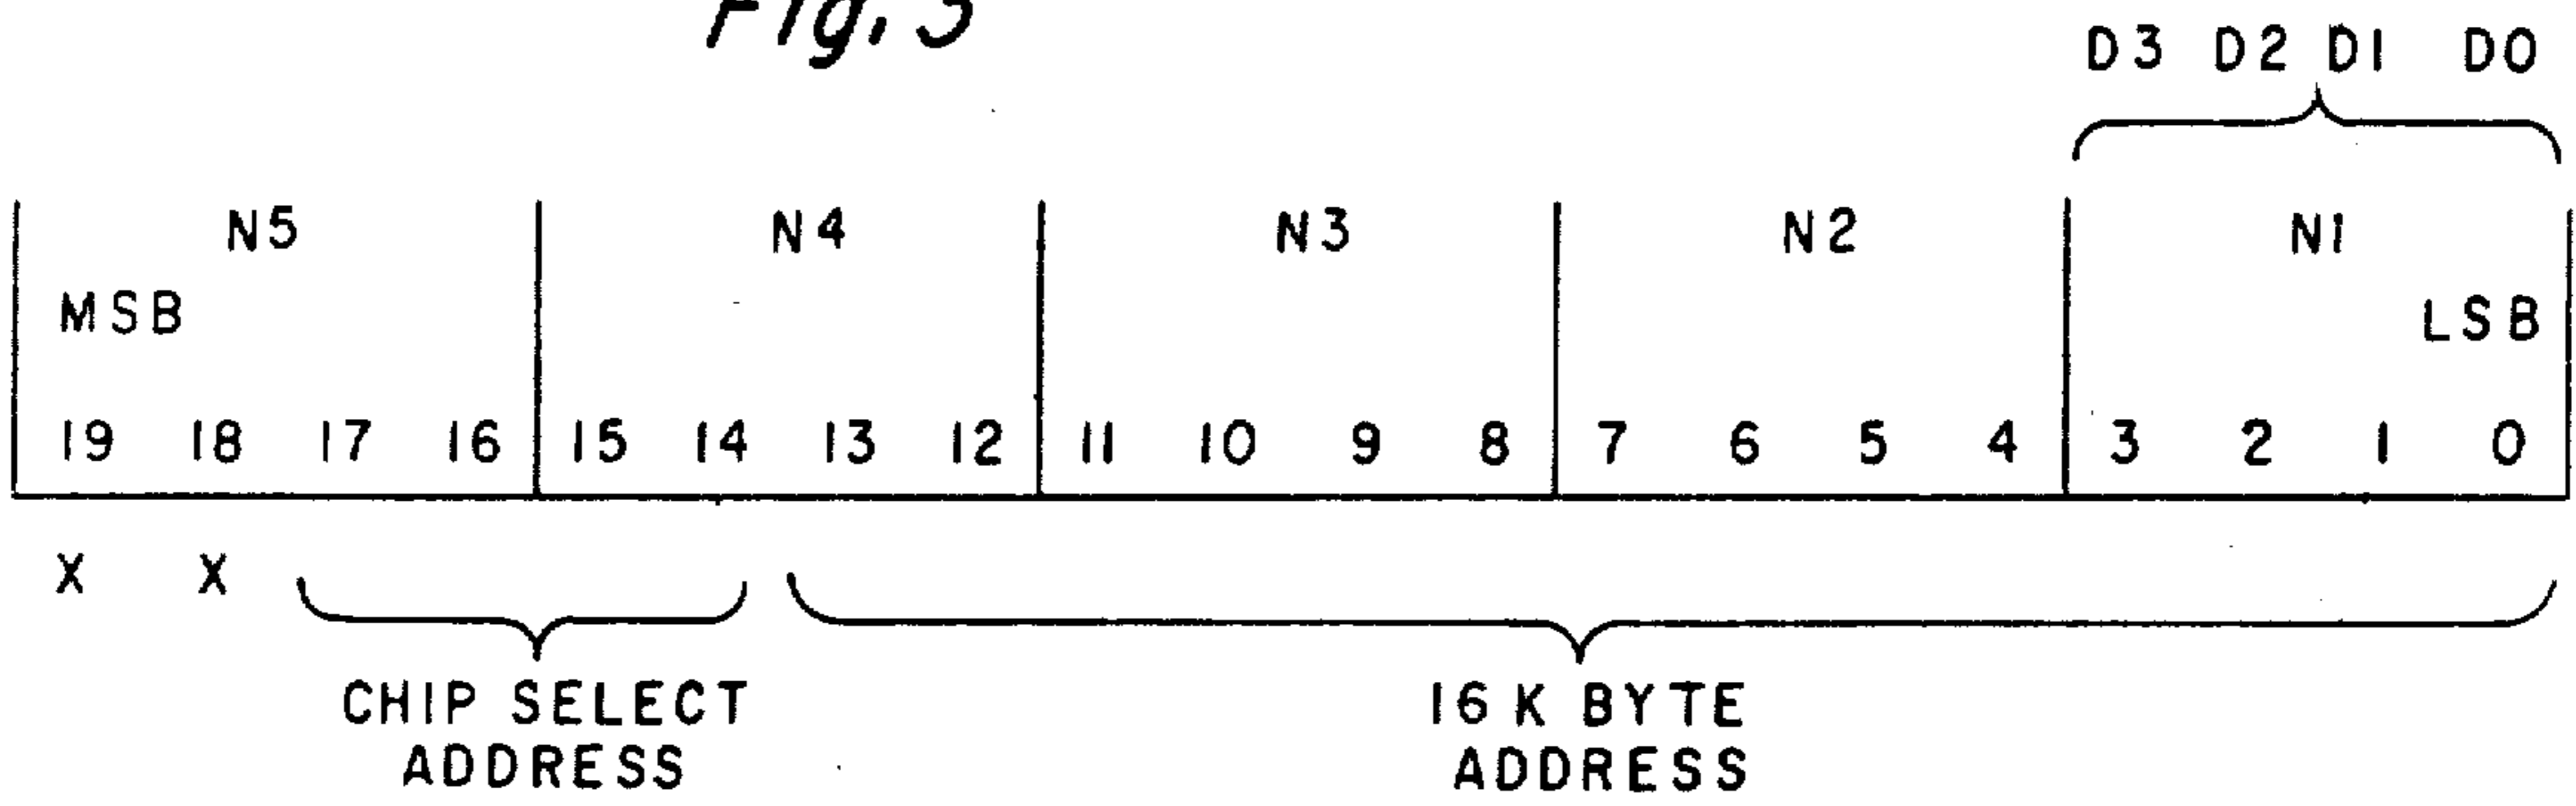 Fig. 3
D3 D2 D1 D0
N5 N4 N3 N2 N1
MSB LSB
19 18 17 16 15 14 13 12 11 10 9 8 7 6 5 4 3 2 1 0
X X
CHIP SELECT 16 K BYTE
ADDRESS ADDRESS